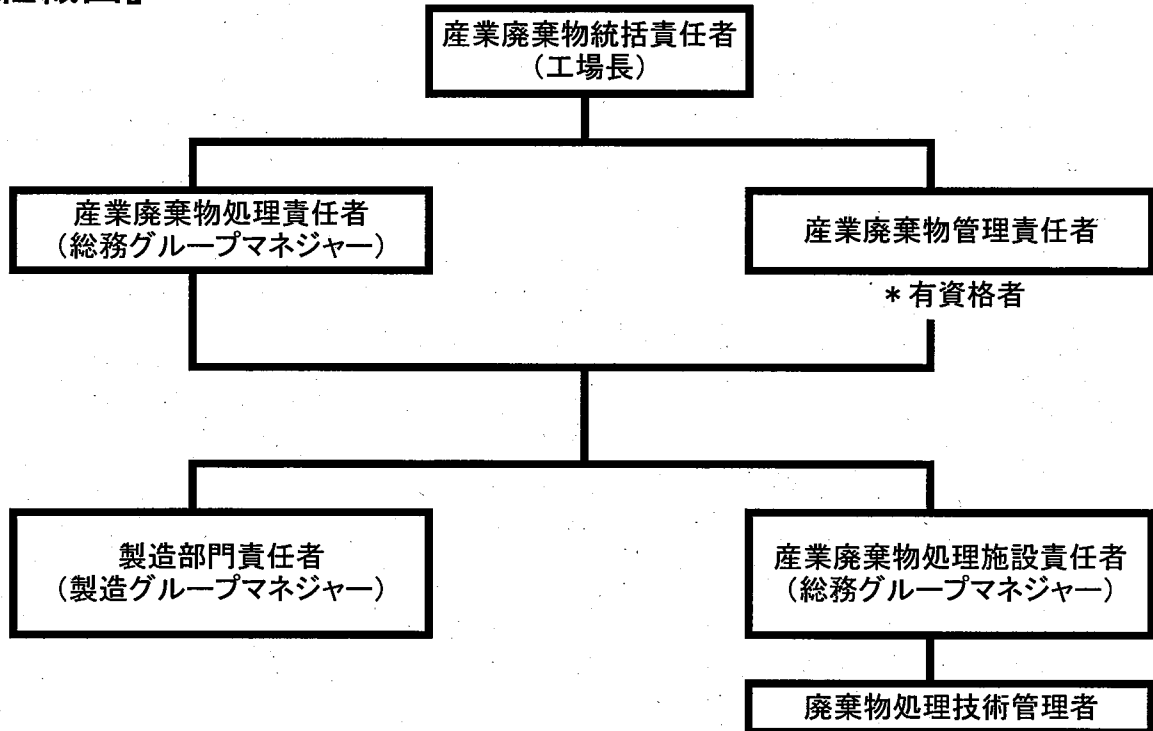 産業廃棄物統括責任者
（工場長）
産業廃棄物処理責任者
（総務グループマネジャー）
産業廃棄物管理責任者
＊有資格者
製造部門責任者
（製造グループマネジャー）
産業廃棄物処理施設責任者
（総務グループマネジャー）
廃棄物処理技術管理者